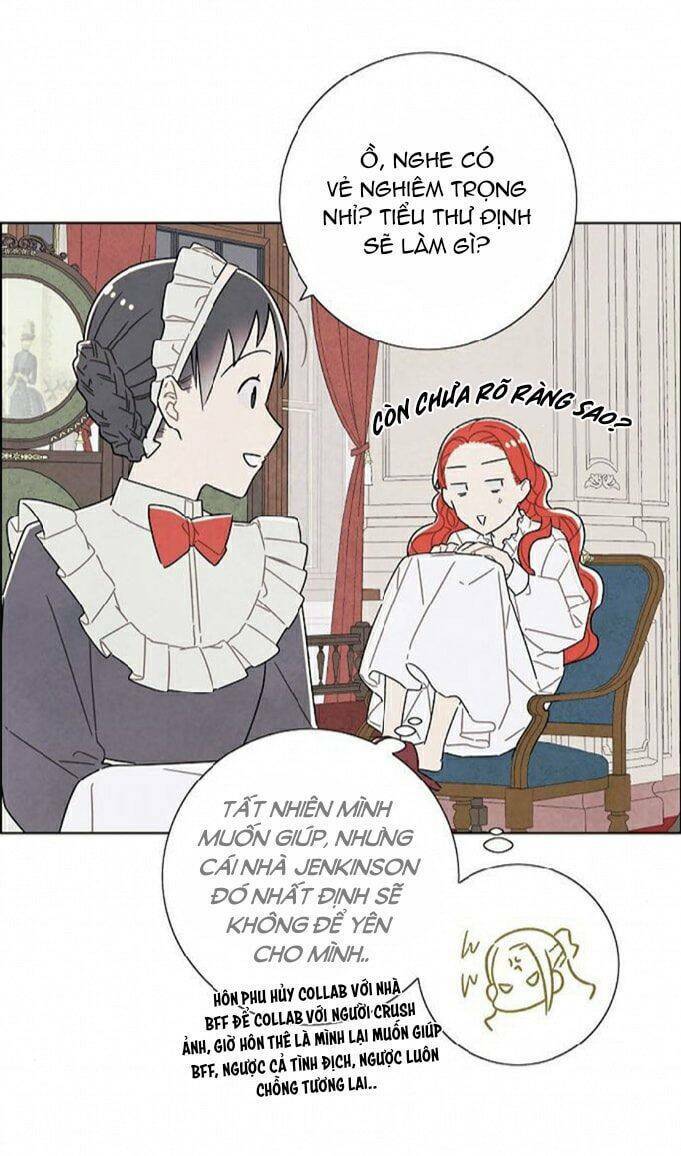 Ồ, NGHE CÓ
VẺ NGHIÊM TRỌNG
NHỈ? TIỂU THƯ ĐỊNH
SẼ LÀM GÌ?
CÒN CHƯA RÕ RÀNG SAO?
TẤT NHIÊN MÌNH
MUỐN GIÚP, NHƯNG
CÁI NHÀ JENKINSON
ĐÓ NHẤT ĐỊNH SẼ
KHÔNG ĐỂ YÊN
CHO MÌNH..
HÔN PHU HỦY COLLAB VỚI NHÀ
BFF ĐỂ COLLAB VỚI NGƯỜI CRUSH
ẢNH, GIỜ HÔN THÊ LÀ MÌNH LẠI MUỐN GIÚP
BFF, NGƯỢC CẢ TÌNH ĐỊCH, NGƯỢC LUÔN
CHỒNG TƯƠNG LAI..